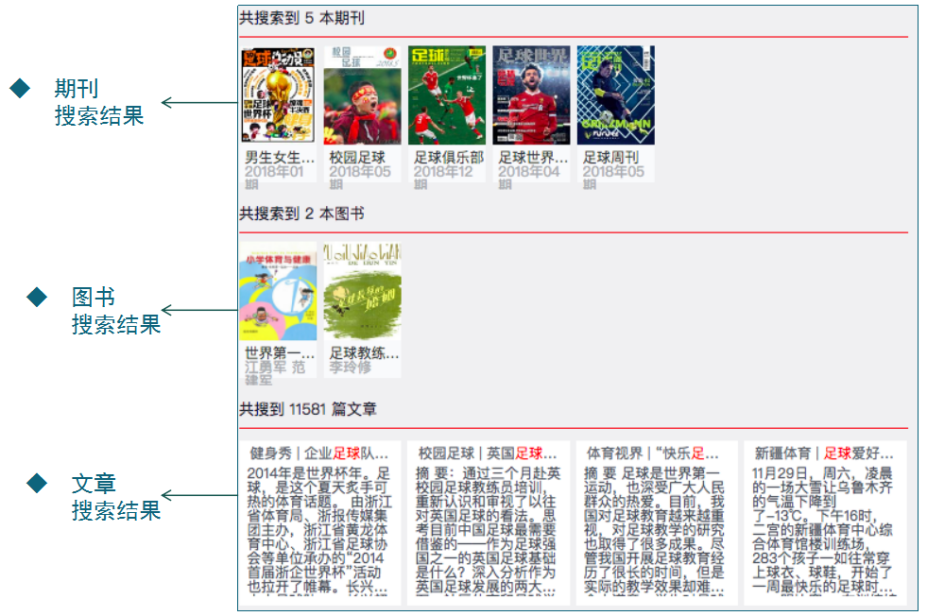 共搜索到 5 本期刊
期刊
搜索结果
男生女生...
2018年01
期
校园足球
2018年05
期
足球俱乐部
2018年12
期
足球世界...
2018年04
期
足球周刊
2018年05
期
共搜索到 2 本图书
图书
搜索结果
小学体育与健康
世界第一...
江勇军 范
建军
足球教练...
李玲修
共搜到 11581 篇文章
文章
搜索结果
健身秀 | 企业足球队...
2014年是世界杯年。足
球，是这个夏天炙手可
热的体育话题。 由浙江
省体育局、浙报传媒集
团主办，浙江省黄龙体
育中心、浙江省足球协
会等单位承办的“2014
首届浙企世界杯”活动
也拉开了帷幕。长兴...
校园足球 | 英国足球...
摘 要：通过三个月赴英
校园足球教练员培训，
重新认识和审视了以往
对英国足球的看法。思
考目前中国足球最需要
借鉴的——作为足球强
国之一的英国足球基础
是什么？深入分析作为
英国足球发展的两大...
体育视界 | “快乐足...
摘 要 足球是世界第一
运动，也深受广大人民
群众的热爱。目前，我
国对足球教育越来越重
视，对足球教学的研究
也取得了很多成果。尽
管我国开展足球教育经
历了很长的时间，但是
实际的教学效果却难...
新疆体育 | 足球爱好...
11月29日，周六，凌晨
的一场大雪让乌鲁木齐
的气温下降到
了-13℃。下午16时，
二宫的新疆体育中心综
合体育馆楼训练场，
283个孩子一如往常穿
上球衣、球鞋，开始了
一周最快乐的足球时...